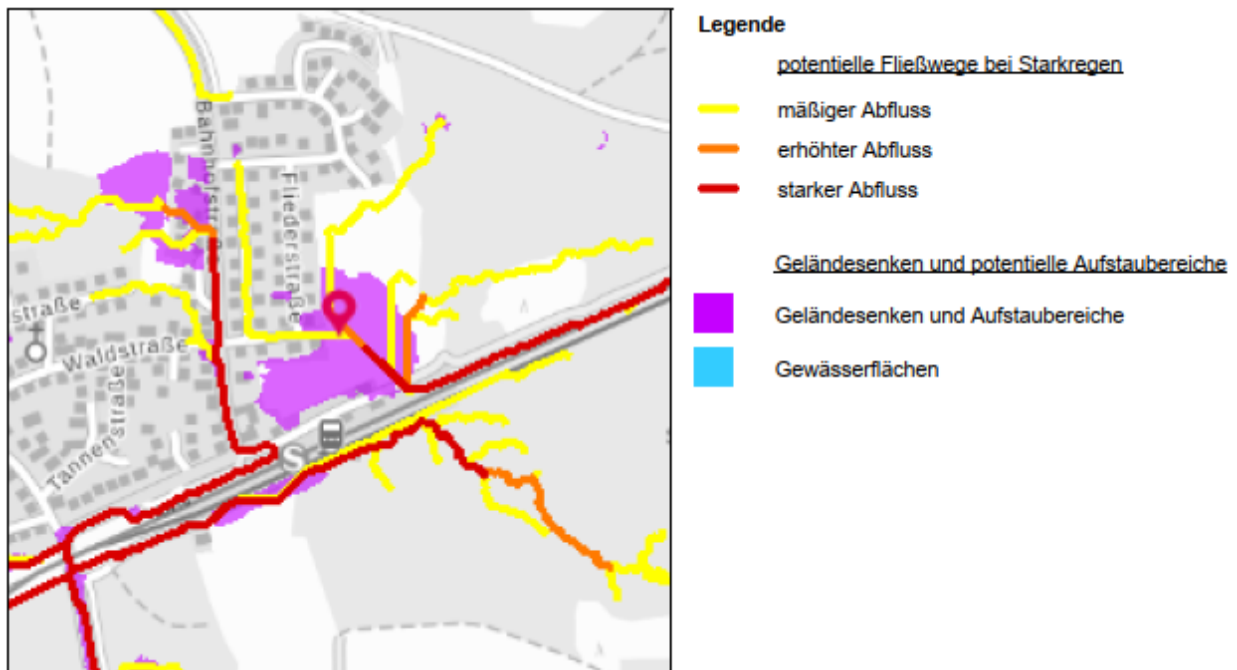 Legende
potentielle Fließwege bei Starkregen
mäßiger Abfluss
erhöhter Abfluss
starker Abfluss
Geländesenken und potentielle Aufstaubereiche
Geländesenken und Aufstaubereiche
Gewässerflächen
Bahnhofstraße
Fliederstraße
straße
Waldstraße
Tannenstraße
S